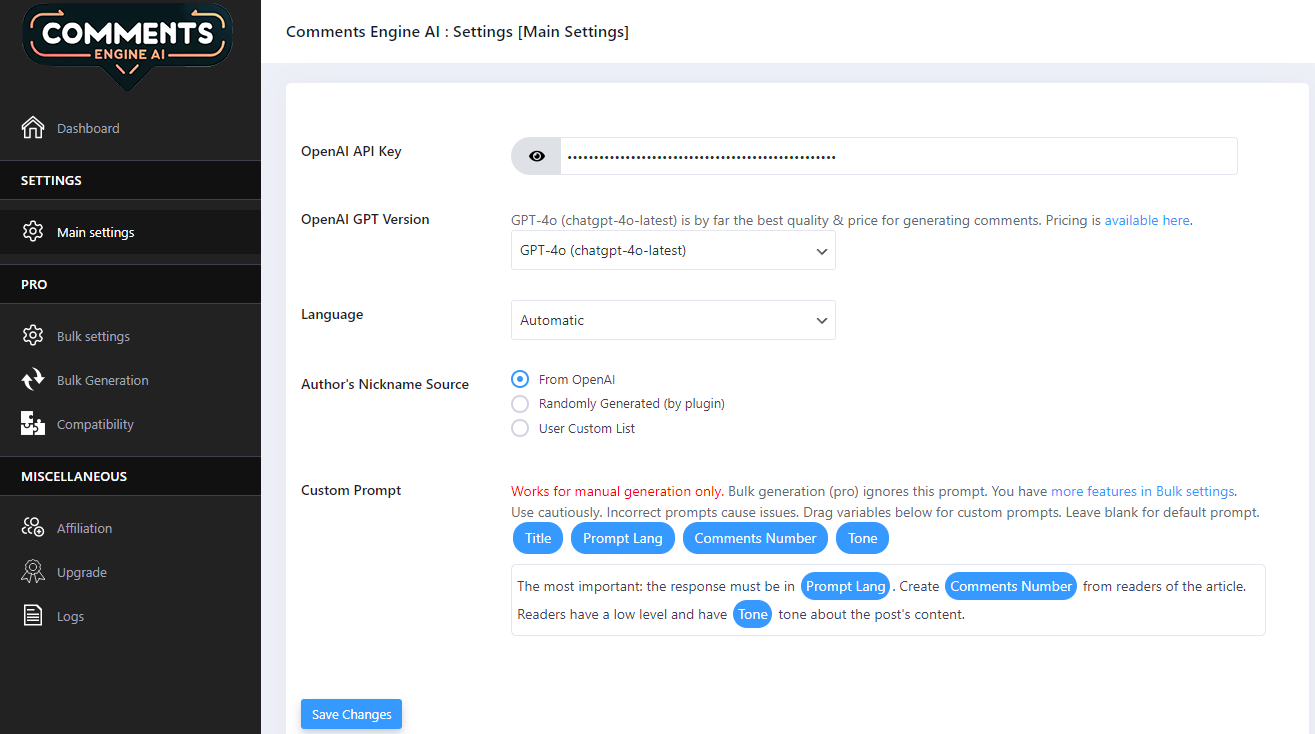 COMMENTS
ENGINE AI
Comments Engine AI : Settings [Main Settings]
Dashboard
SETTINGS
Main settings
PRO
Bulk settings
Bulk Generation
Compatibility
MISCELLANEOUS
Affiliation
Upgrade
Logs
OpenAI API Key
••••••••••••••••••••••••••••••••••••••••••••••••••••
OpenAI GPT Version
GPT-4o (chatgpt-4o-latest) is by far the best quality & price for generating comments. Pricing is available here.
GPT-4o (chatgpt-4o-latest)
Language
Automatic
Author's Nickname Source
From OpenAI
Randomly Generated (by plugin)
User Custom List
Custom Prompt
Works for manual generation only. Bulk generation (pro) ignores this prompt. You have more features in Bulk settings.
Use cautiously. Incorrect prompts cause issues. Drag variables below for custom prompts. Leave blank for default prompt.
Title Prompt Lang Comments Number Tone
The most important: the response must be in Prompt Lang . Create Comments Number from readers of the article.
Readers have a low level and have Tone tone about the post's content.
Save Changes